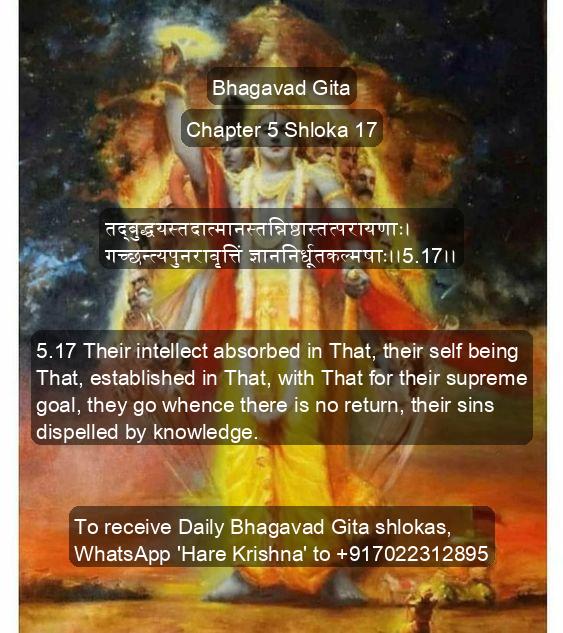 Bhagavad Gita
Chapter 5 Shloka 17
तद्बुद्धयस्तदात्मानस्तन्निष्ठास्तत्परायणाः।
गच्छन्त्यपुनरावृत्तिं ज्ञाननिर्धूतकल्मषाः।।5.17।।
5.17 Their intellect absorbed in That, their self being
That, established in That, with That for their supreme
goal, they go whence there is no return, their sins
dispelled by knowledge.
To receive Daily Bhagavad Gita shlokas,
WhatsApp 'Hare Krishna' to +917022312895